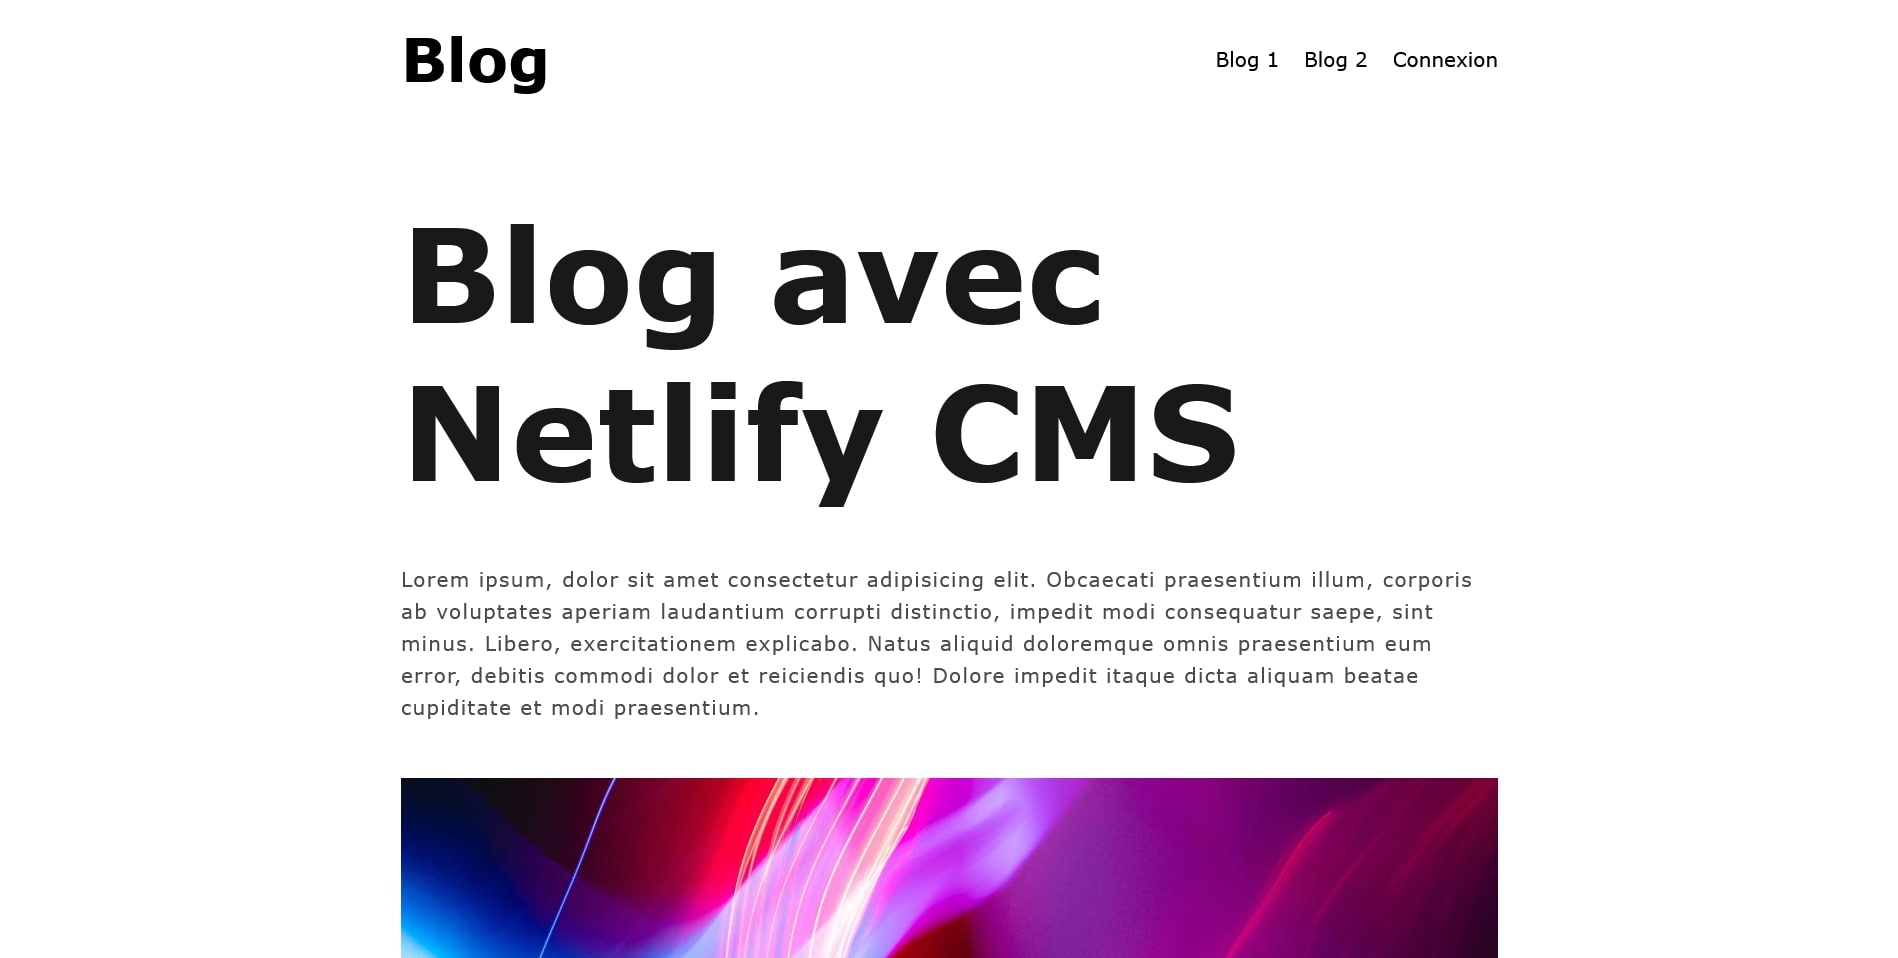 Blog
Blog 1 Blog 2 Connexion
Blog avec
Netlify CMS
Lorem ipsum, dolor sit amet consectetur adipisicing elit. Obcaecati praesentium illum, corporis
ab voluptates aperiam laudantium corrupti distinctio, impedit modi consequatur saepe, sint
minus. Libero, exercitationem explicabo. Natus aliquid doloremque omnis praesentium eum
error, debitis commodi dolor et reiciendis quo! Dolore impedit itaque dicta aliquam beatae
cupiditate et modi praesentium.